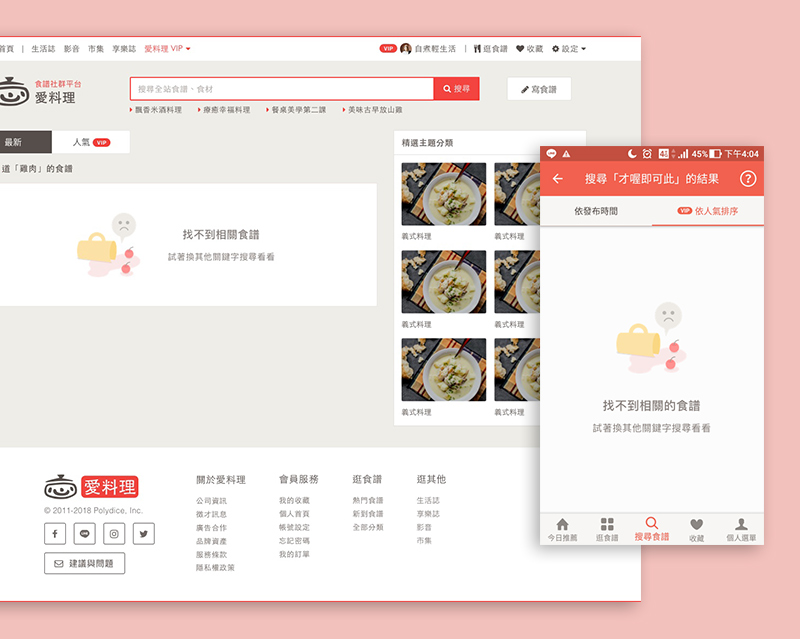 首頁 | 生活誌 影音 市集 享樂誌 愛料理 VIP
VIP 自煮輕生活 | 逛食譜 收藏 設定
食譜社群平台
愛料理
搜尋全站食譜、食材
搜尋
寫食譜
飄香米酒料理 療癒幸福料理 餐桌美學第二課 美味古早放山雞
最新
人氣 VIP
道「雞肉」的食譜
找不到相關食譜
試著換其他關鍵字搜尋看看
精選主題分類
義式料理 義式料理
義式料理 義式料理
義式料理 義式料理
愛料理
© 2011-2018 Polydice, Inc.
建議與問題
關於愛料理
公司資訊
徵才訊息
廣告合作
品牌資產
服務條款
隱私權政策
會員服務
我的收藏
個人首頁
帳號設定
忘記密碼
我的訂單
逛食譜
熱門食譜
新到食譜
全部分類
逛其他
生活誌
享樂誌
影音
市集
45% 下午4:04
搜尋「才喔即可此」的結果
依發布時間
VIP 依人氣排序
找不到相關的食譜
試著換其他關鍵字搜尋看看
今日推薦 逛食譜 搜尋食譜 收藏 個人選單